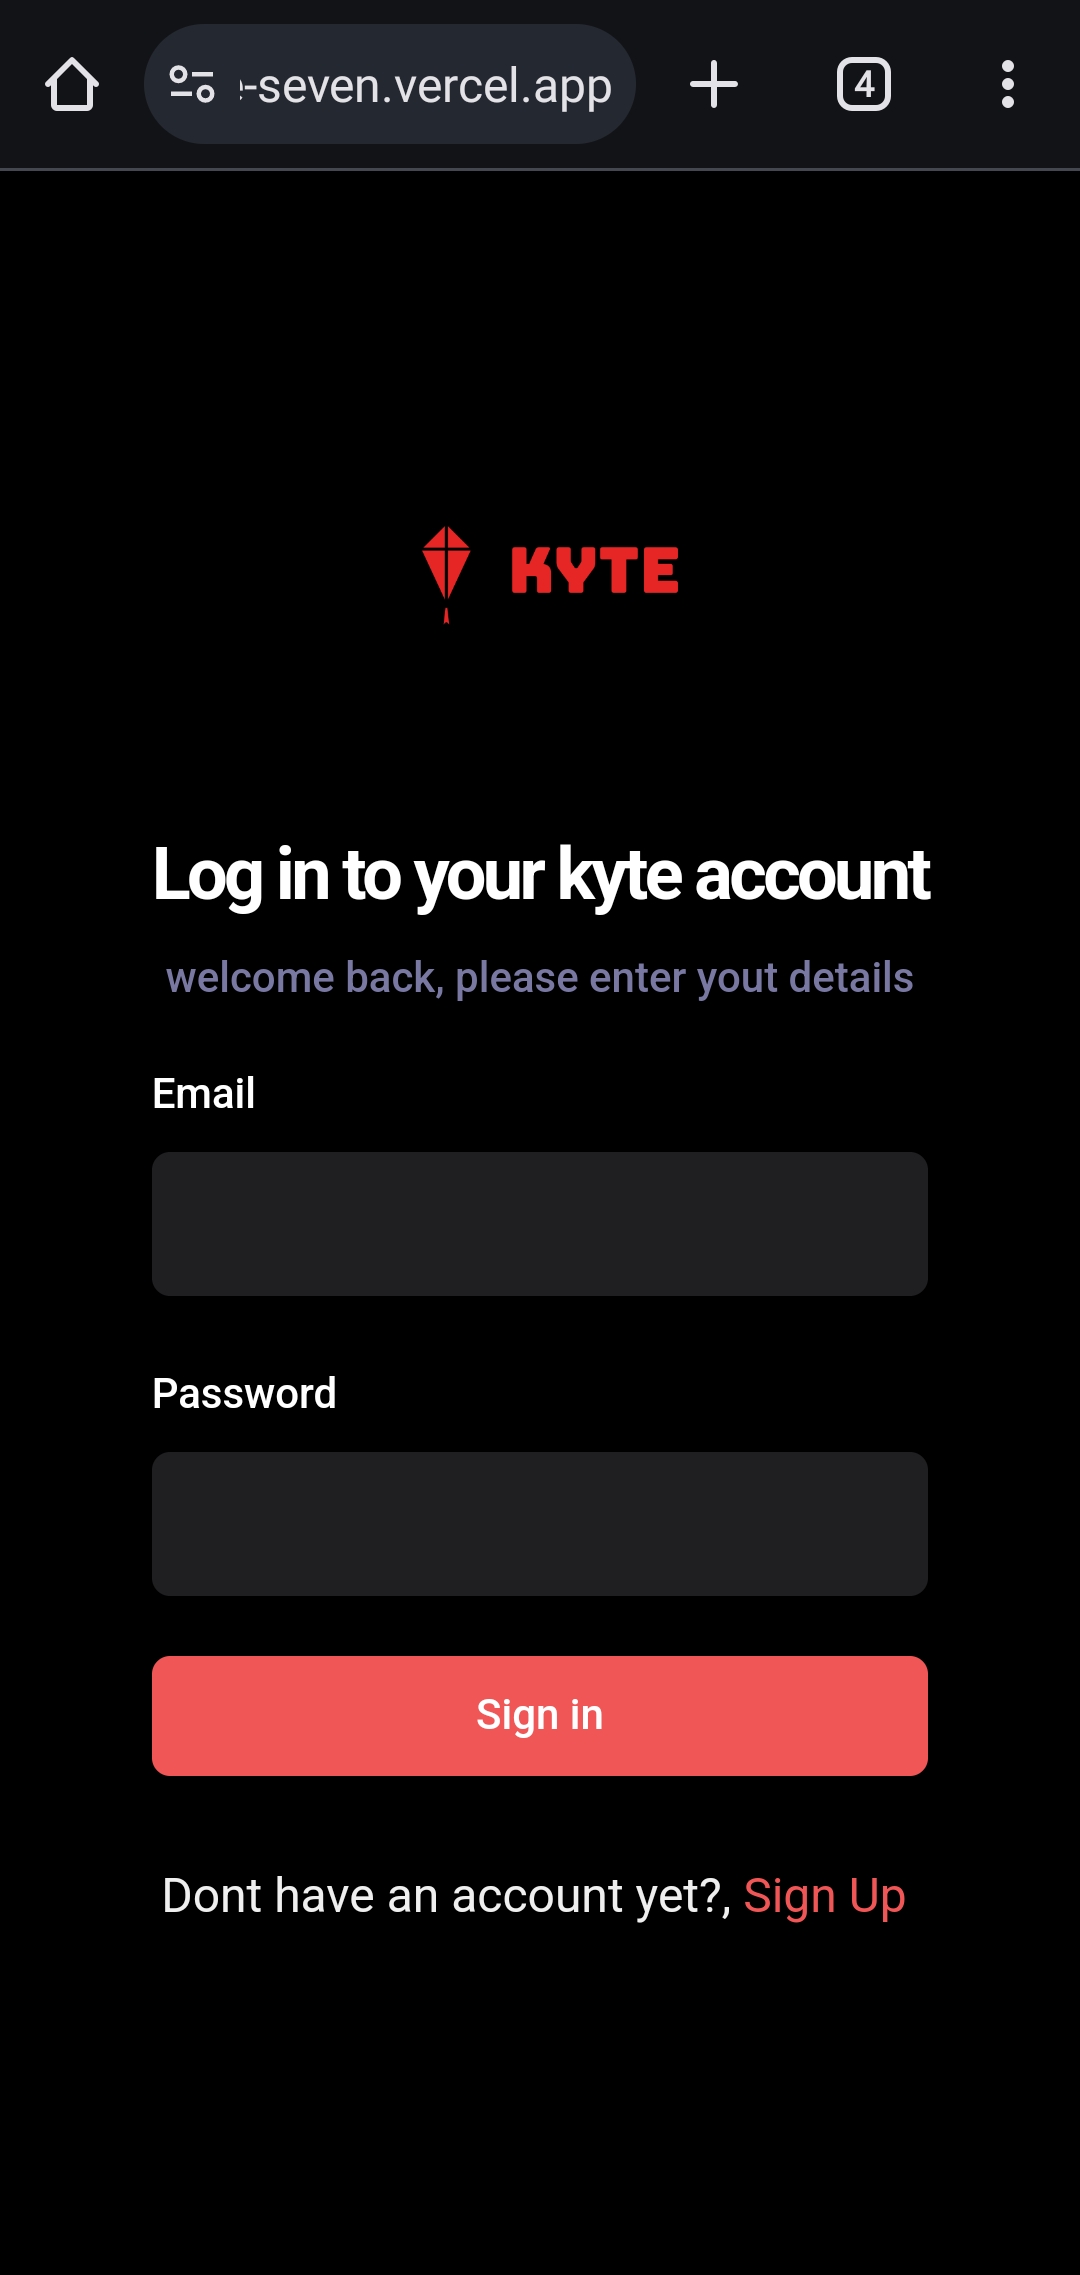 -seven.vercel.app
4
KYTE
Log in to your kyte account
welcome back, please enter yout details
Email
Password
Sign in
Dont have an account yet?, Sign Up